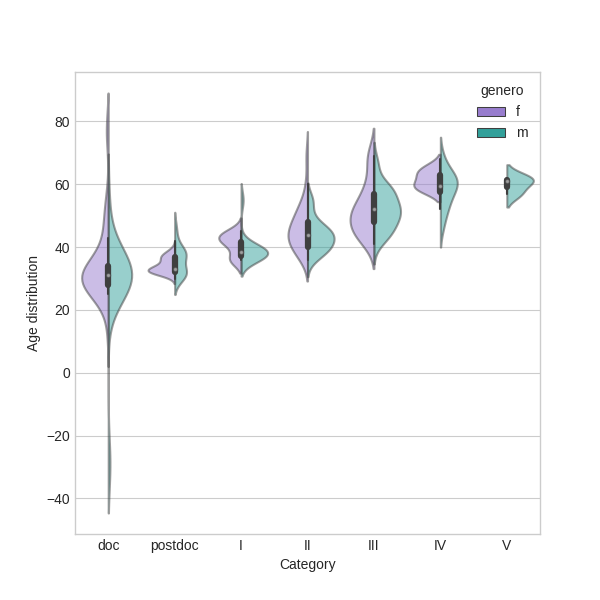 genero
f
m
80
60
40
20
0
−20
−40
Age distribution
doc postdoc I II III IV V
Category